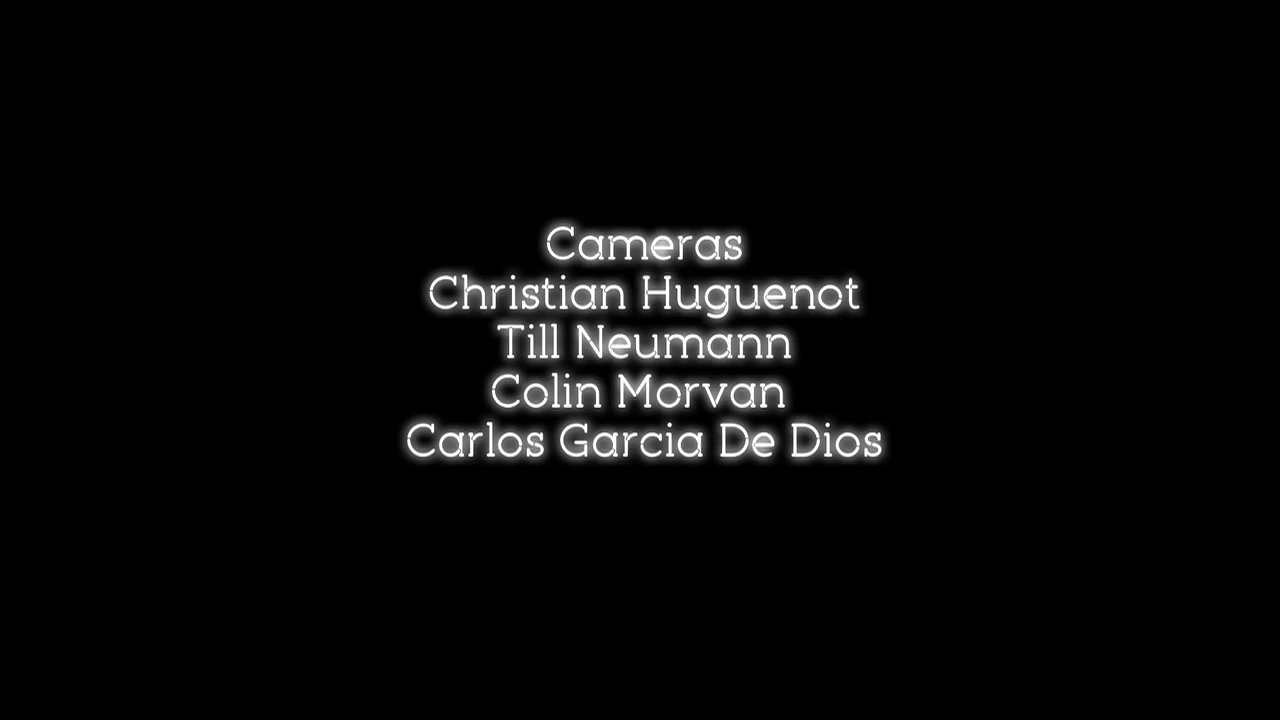 Cameras
Christian Huguenot
Till Neumann
Colin Morvan
Carlos Garcia De Dios